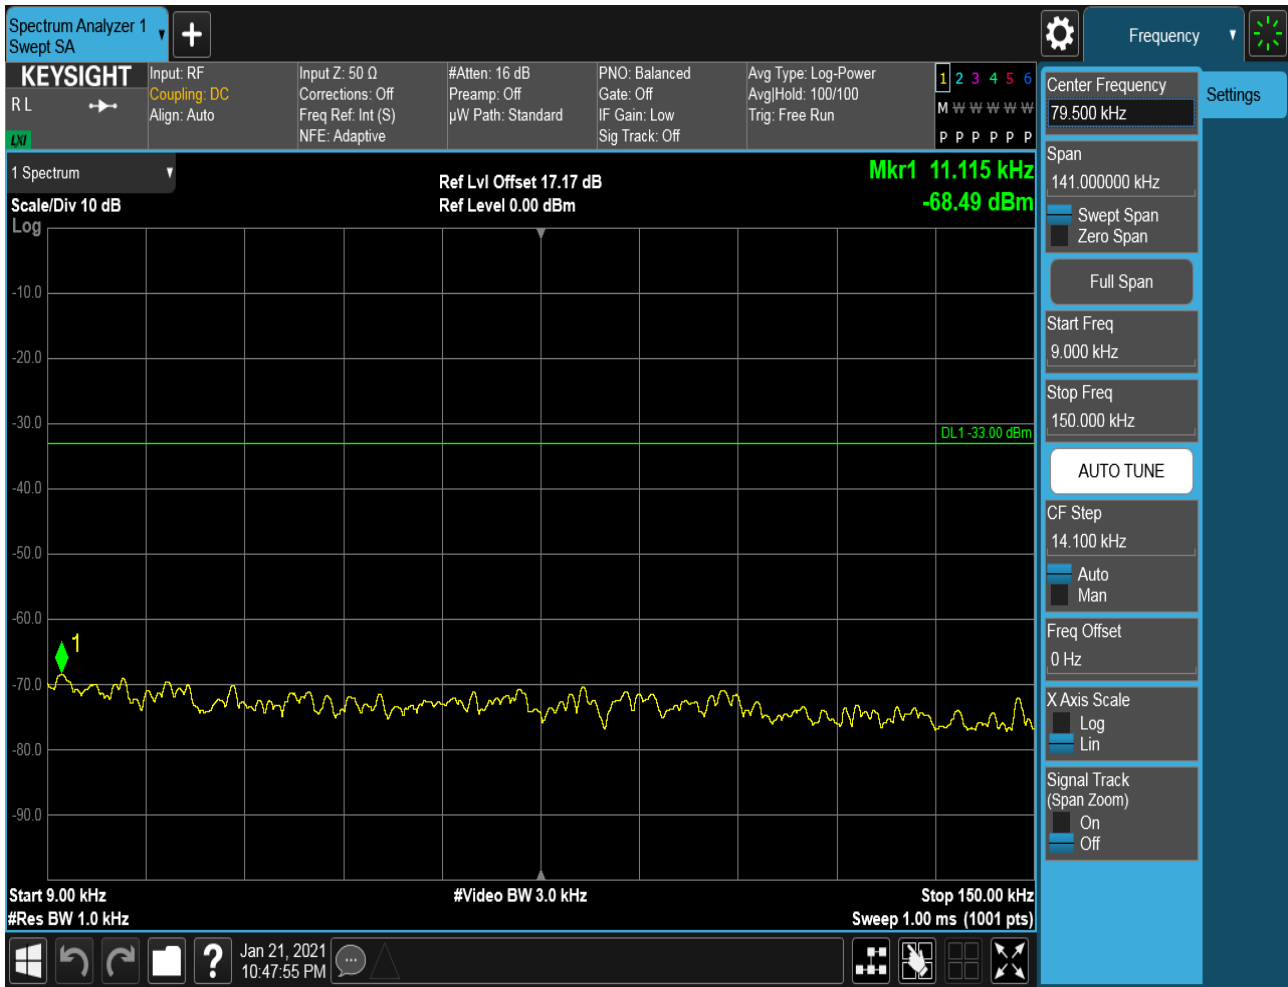 Spectrum Analyzer 1
Swept SA
+
Frequency
KEYSIGHT
R L
LXI
Input: RF
Coupling: DC
Align: Auto
Input Z: 50 Ω
Corrections: Off
Freq Ref: Int (S)
NFE: Adaptive
#Atten: 16 dB
Preamp: Off
µW Path: Standard
PNO: Balanced
Gate: Off
IF Gain: Low
Sig Track: Off
Avg Type: Log-Power
Avg|Hold: 100/100
Trig: Free Run
1 2 3 4 5 6
M W W W W W
P P P P P P
1 Spectrum
Scale/Div 10 dB
Log
Ref Lvl Offset 17.17 dB
Ref Level 0.00 dBm
Mkr1 11.115 kHz
-68.49 dBm
-10.0
-20.0
-30.0
DL1 -33.00 dBm
-40.0
-50.0
-60.0
1
-70.0
-80.0
-90.0
Start 9.00 kHz
#Res BW 1.0 kHz
#Video BW 3.0 kHz
Stop 150.00 kHz
Sweep 1.00 ms (1001 pts)
?
Jan 21, 2021
10:47:55 PM
Center Frequency
79.500 kHz
Settings
Span
141.000000 kHz
Swept Span
Zero Span
Full Span
Start Freq
9.000 kHz
Stop Freq
150.000 kHz
AUTO TUNE
CF Step
14.100 kHz
Auto
Man
Freq Offset
0 Hz
X Axis Scale
Log
Lin
Signal Track
(Span Zoom)
On
Off